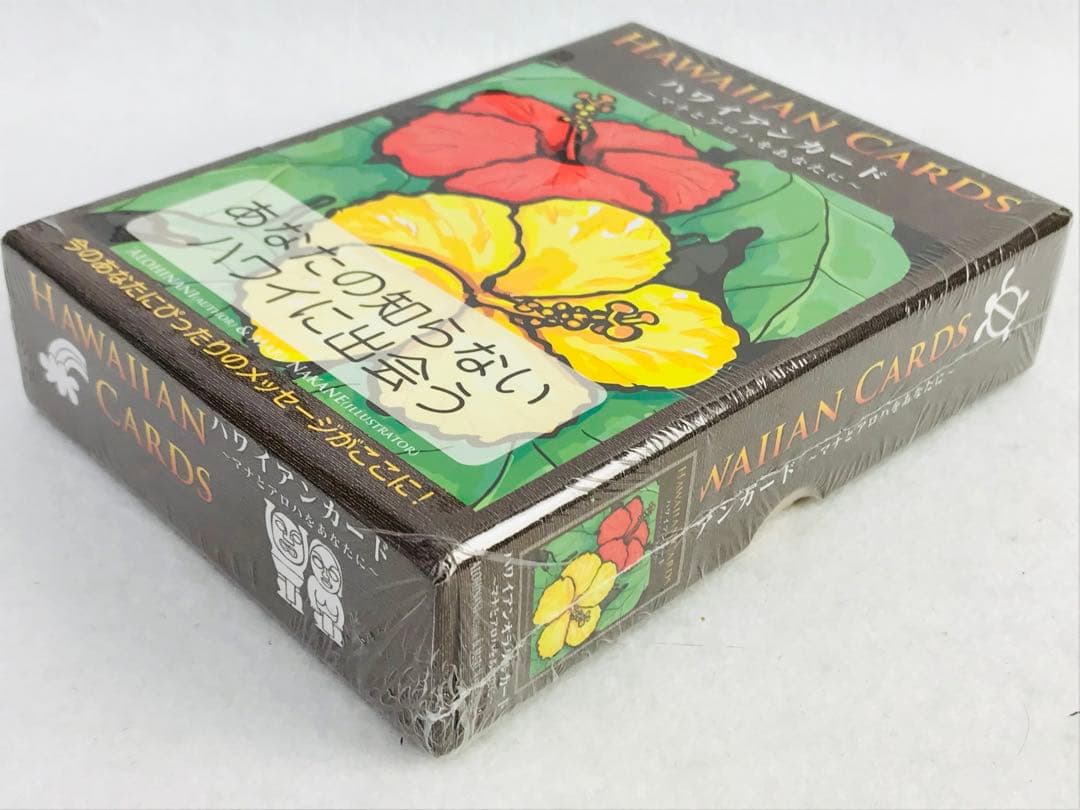 HAWAIIAN CARDS
ハワイアンカード
~マナとアロハをあなたに~
あなたの知らない
ハワイに出会う
ALOHINANI(AUTHOR) &
NAKANE(ILLUSTRATOR)
今のあなたにぴったりのメッセージがここに!
HAWAIIAN
CARDS
ハワイアンカード
~マナとアロハをあなたに~
WAIIAN CARDS
アンカード
~マナとアロハをあなたに~